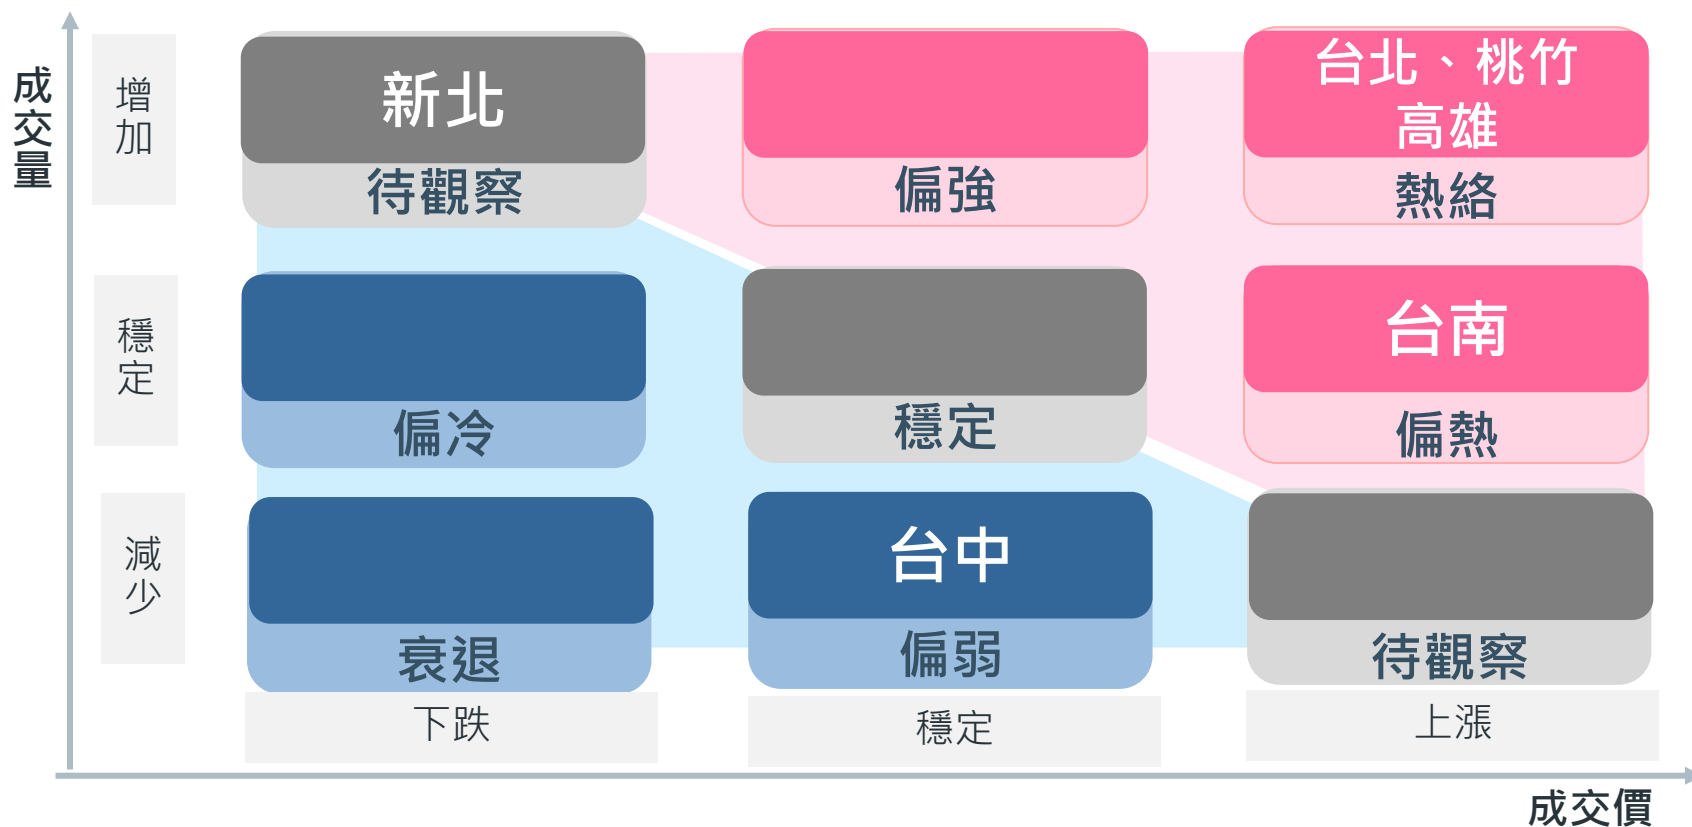 成交量
增加
新北
待觀察
偏強
台北、桃竹
高雄
熱絡
穩定
偏冷
穩定
台南
偏熱
減少
衰退
台中
偏弱
待觀察
下跌
穩定
上漲
成交價